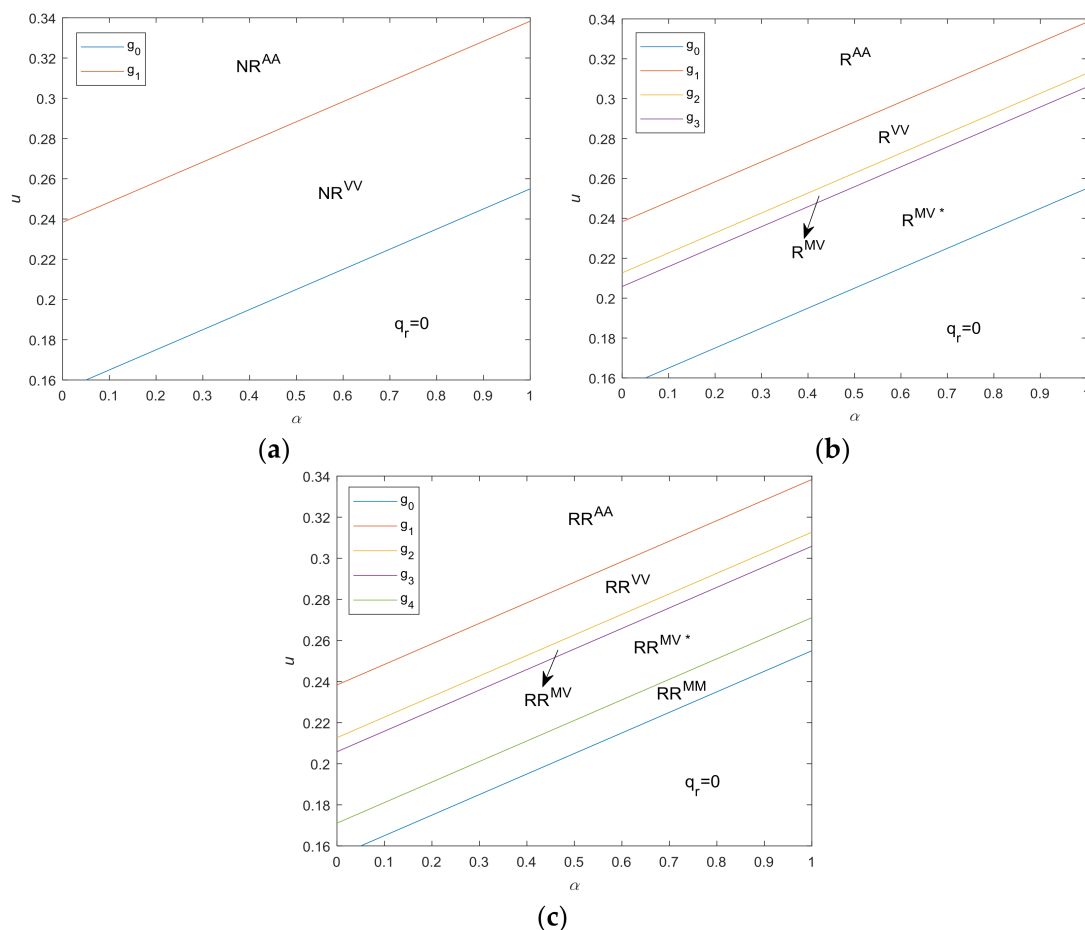 0.34
0.32
0.3
0.28
0.26
0.24
0.22
0.2
0.18
0.16
u
g0
g1
NR^AA
NR^VV
q_r=0
0 0.1 0.2 0.3 0.4 0.5 0.6 0.7 0.8 0.9 1
α
(a)
0.34
0.32
0.3
0.28
0.26
0.24
0.22
0.2
0.18
0.16
u
g0
g1
g2
g3
R^AA
R^VV
R^MV *
R^MV
q_r=0
0 0.1 0.2 0.3 0.4 0.5 0.6 0.7 0.8 0.9 1
α
(b)
0.34
0.32
0.3
0.28
0.26
0.24
0.22
0.2
0.18
0.16
u
g0
g1
g2
g3
g4
RR^AA
RR^VV
RR^MV *
RR^MV
RR^MM
q_r=0
0 0.1 0.2 0.3 0.4 0.5 0.6 0.7 0.8 0.9 1
α
(c)